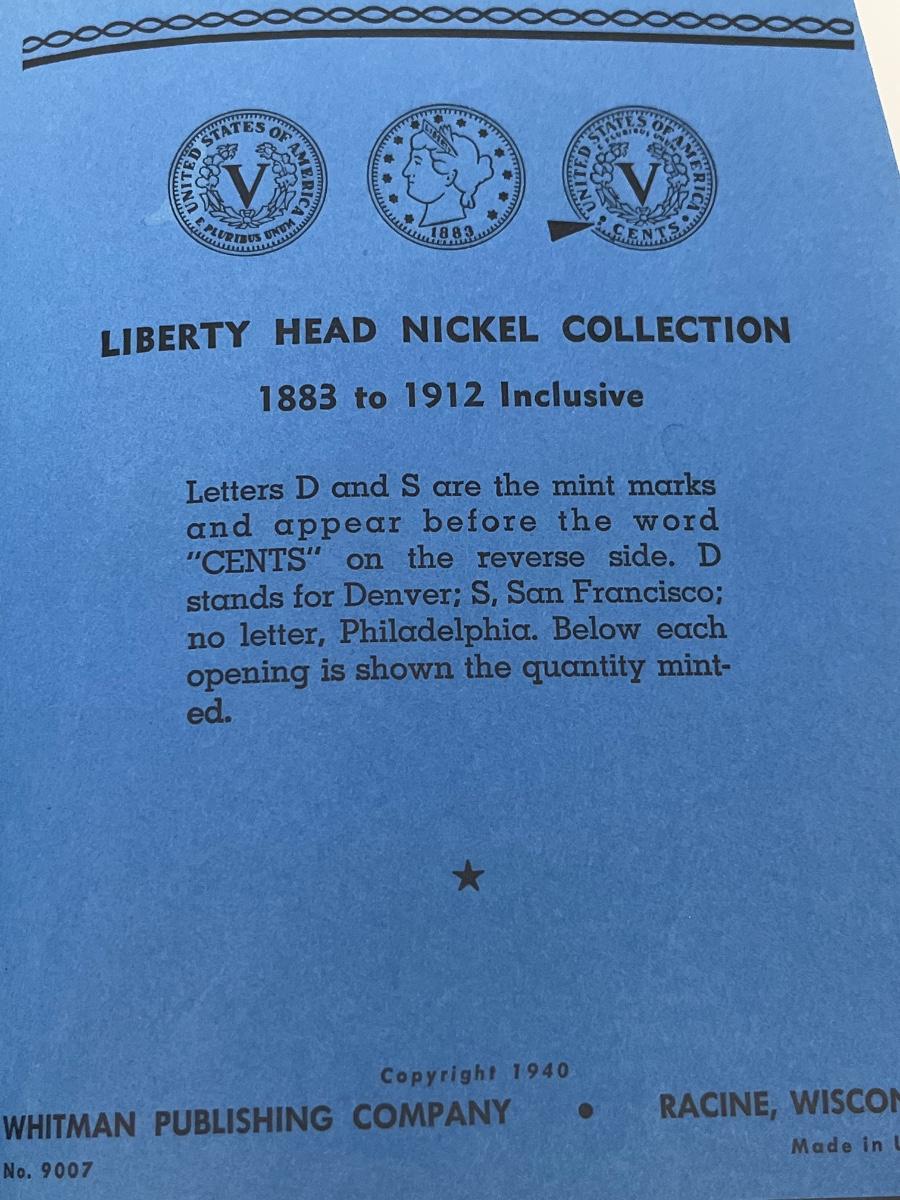 UNITED STATES OF AMERICA
V
E PLURIBUS UNUM
LIBERTY
1883
UNITED STATES OF AMERICA
E PLURIBUS UNUM
V
CENTS
LIBERTY HEAD NICKEL COLLECTION
1883 to 1912 Inclusive
Letters D and S are the mint marks
and appear before the word
"CENTS" on the reverse side. D
stands for Denver; S, San Francisco;
no letter, Philadelphia. Below each
opening is shown the quantity mint-
ed.
Copyright 1940
WHITMAN PUBLISHING COMPANY • RACINE, WISCON
Made in U
No. 9007